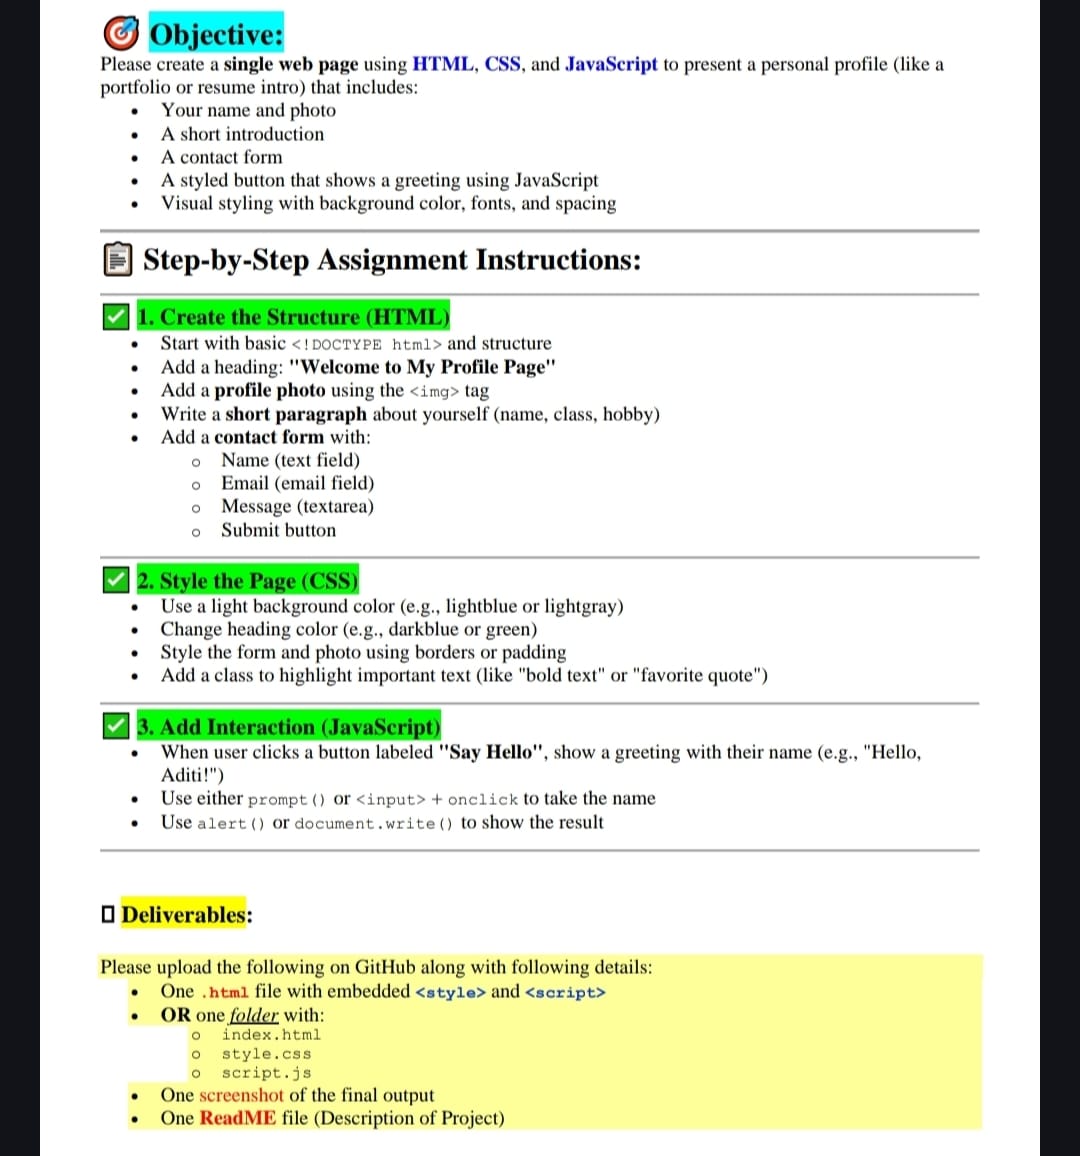 Objective:
Please create a single web page using HTML, CSS, and JavaScript to present a personal profile (like a
portfolio or resume intro) that includes:
• Your name and photo
• A short introduction
• A contact form
• A styled button that shows a greeting using JavaScript
• Visual styling with background color, fonts, and spacing
Step-by-Step Assignment Instructions:
1. Create the Structure (HTML)
• Start with basic <!DOCTYPE html> and structure
• Add a heading: "Welcome to My Profile Page"
• Add a profile photo using the <img> tag
• Write a short paragraph about yourself (name, class, hobby)
• Add a contact form with:
o Name (text field)
o Email (email field)
o Message (textarea)
o Submit button
2. Style the Page (CSS)
• Use a light background color (e.g., lightblue or lightgray)
• Change heading color (e.g., darkblue or green)
• Style the form and photo using borders or padding
• Add a class to highlight important text (like "bold text" or "favorite quote")
3. Add Interaction (JavaScript)
• When user clicks a button labeled "Say Hello", show a greeting with their name (e.g., "Hello,
Aditi!")
• Use either prompt() or <input> + onclick to take the name
• Use alert() or document.write() to show the result
Deliverables:
Please upload the following on GitHub along with following details:
• One .html file with embedded <style> and <script>
• OR one folder with:
o index.html
o style.css
o script.js
• One screenshot of the final output
• One ReadME file (Description of Project)